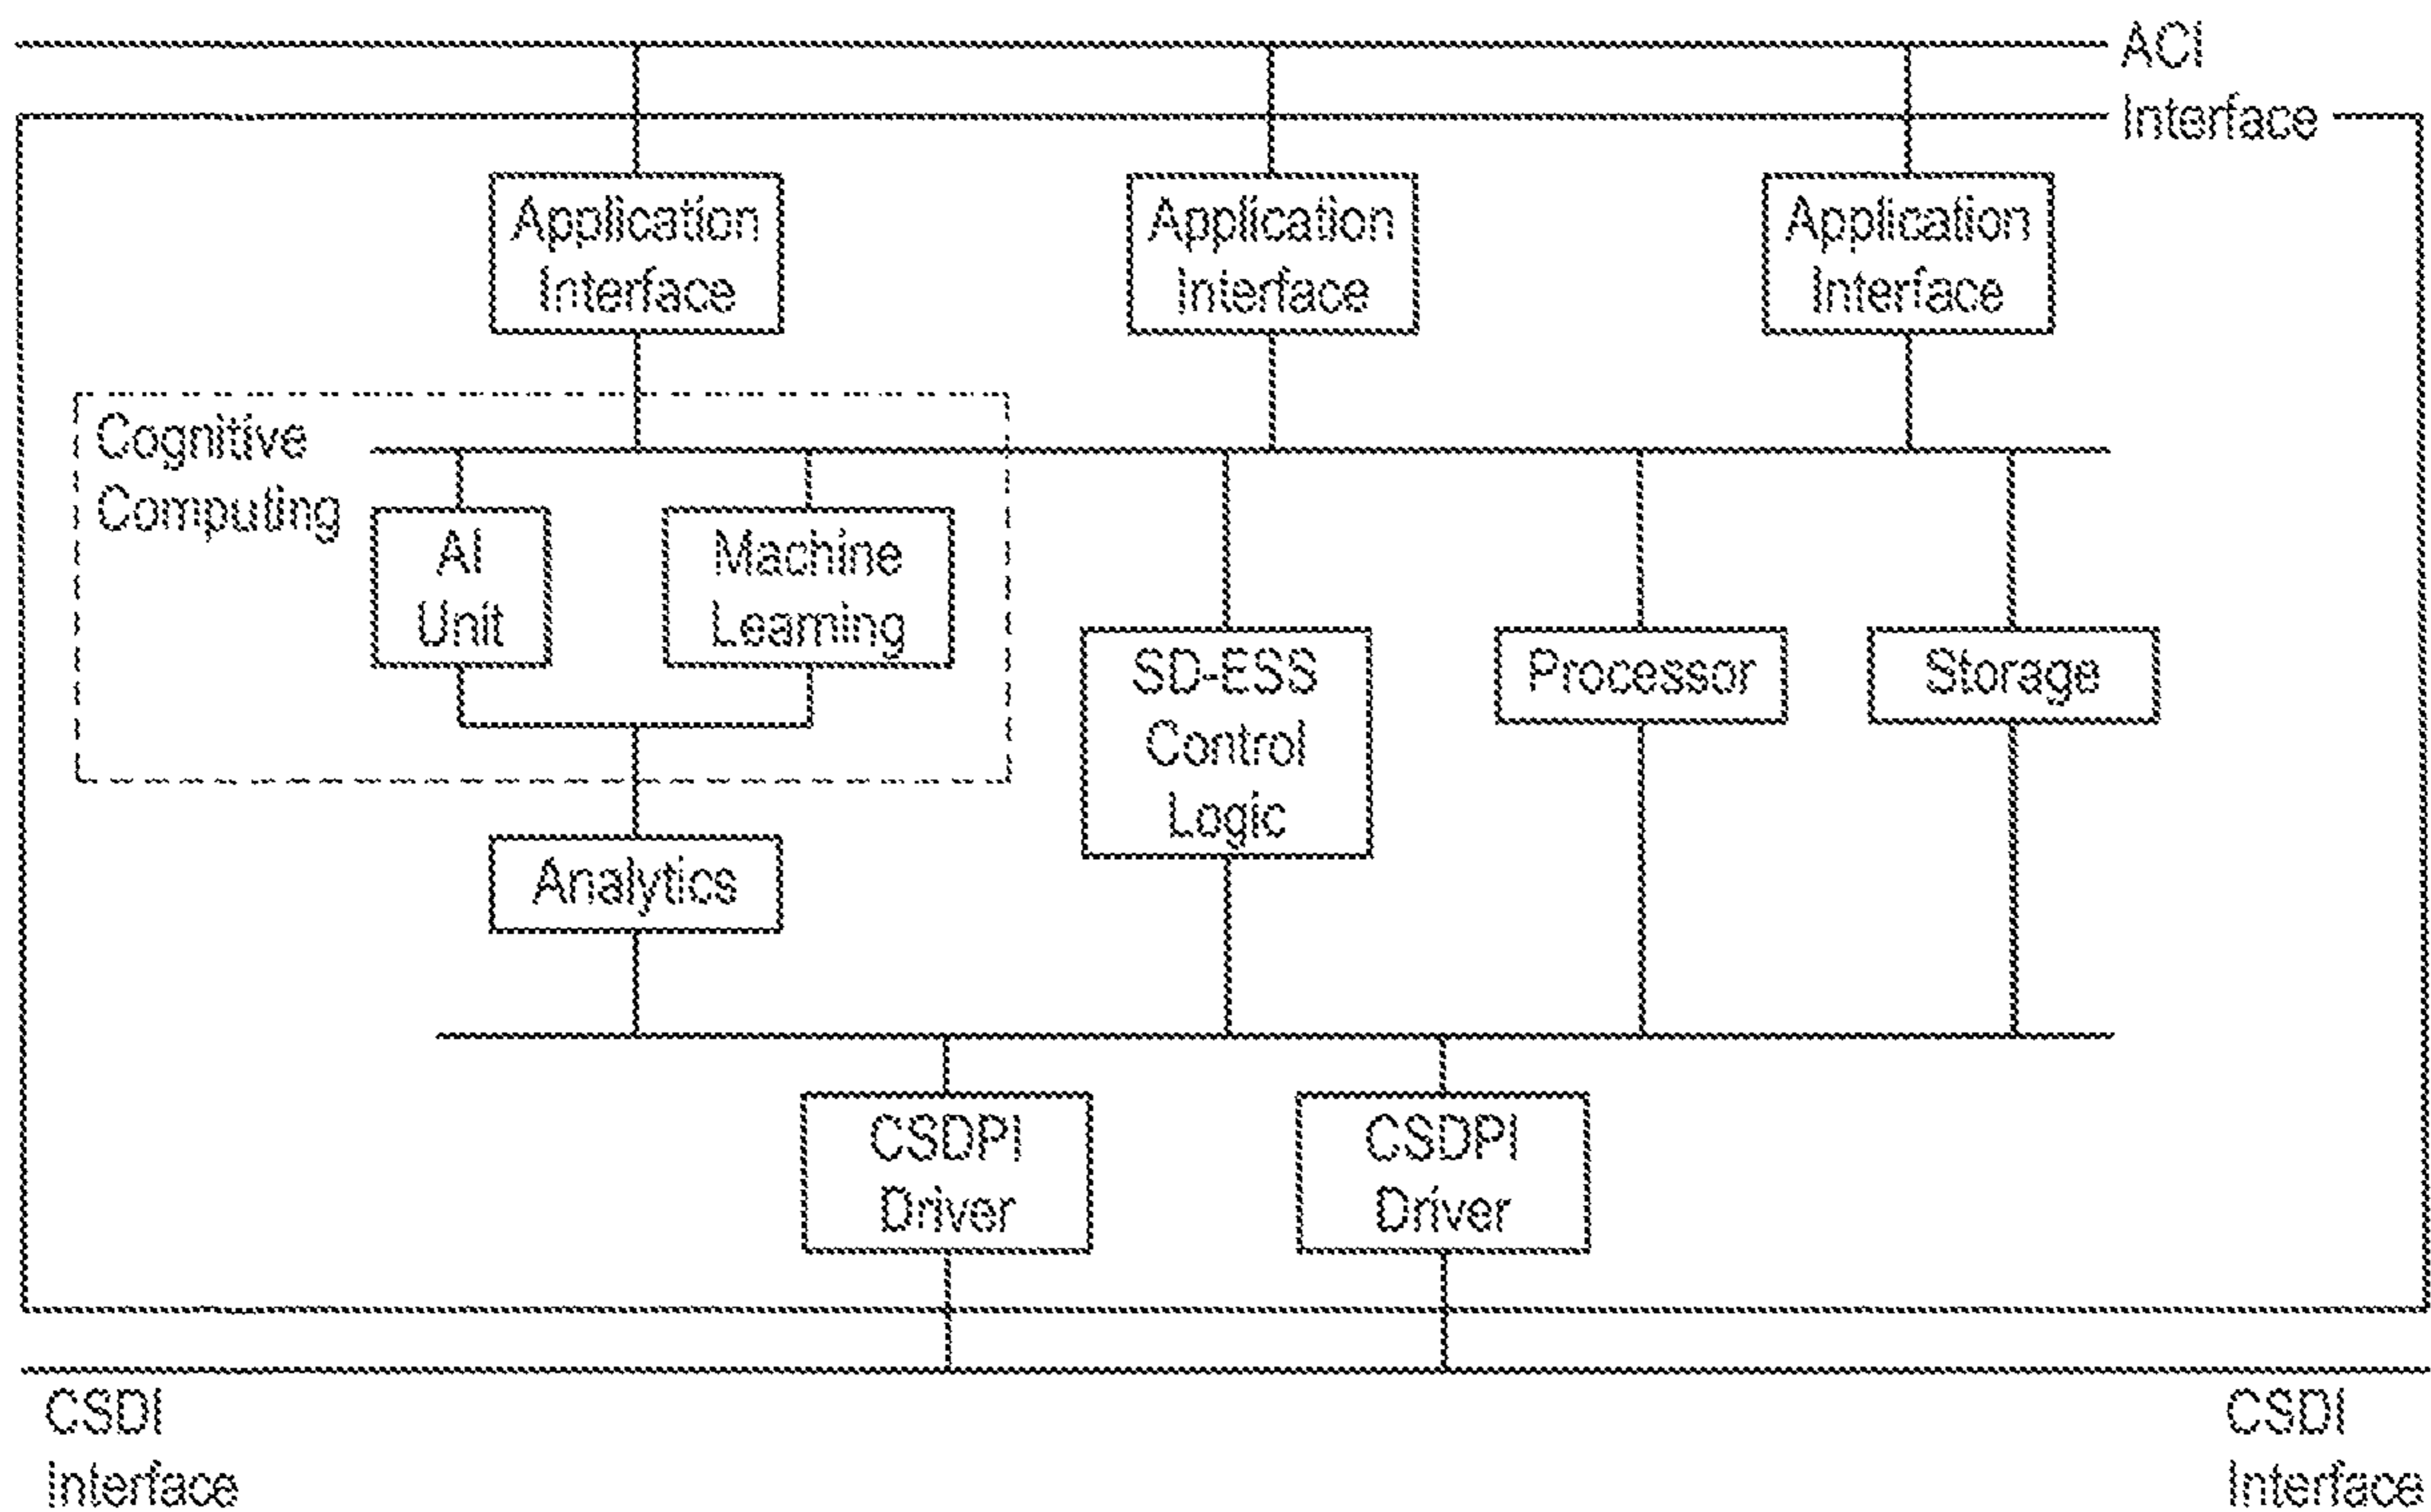 ACI
Interface
Application
Interface
Application
Interface
Application
Interface
Cognitive
Computing
AI
Unit
Machine
Learning
SD-ESS
Control
Logic
Processor
Storage
Analytics
CSDPI
Driver
CSDPI
Driver
CSDI
Interface
CSDI
Interface